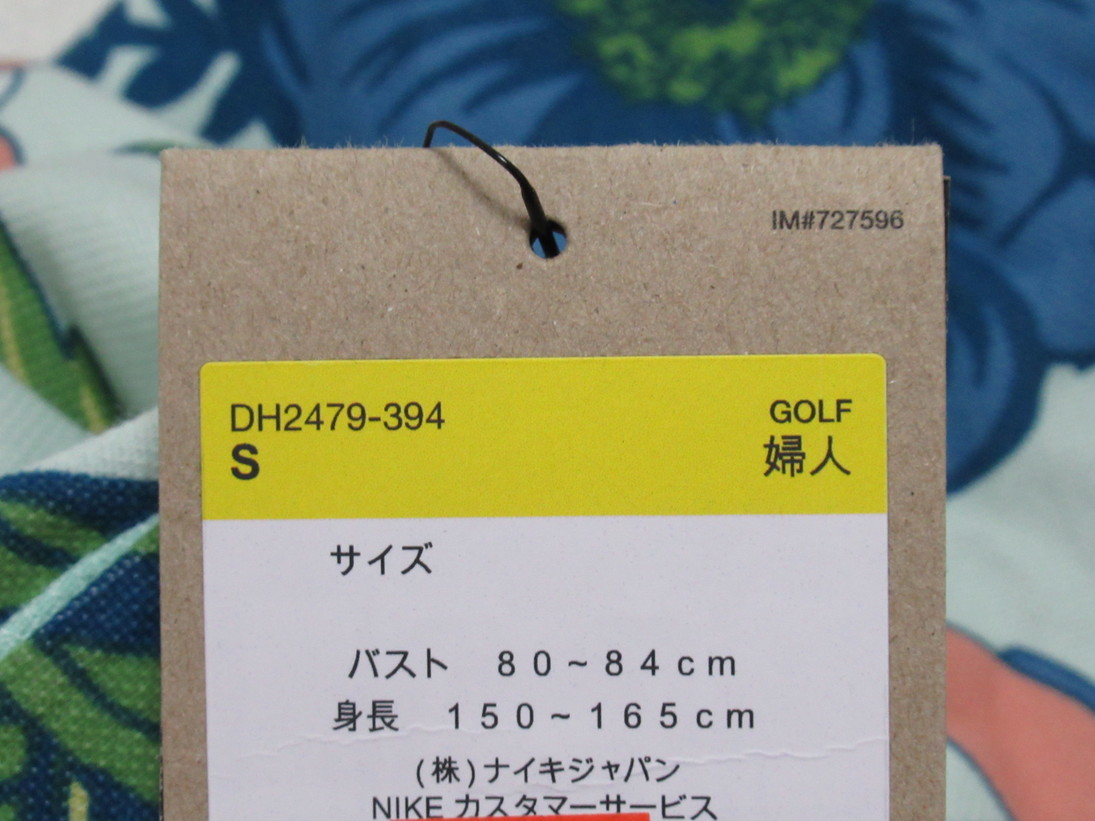 IM#727596
DH2479-394 GOLF
S 婦人
サイズ
バスト 80~84cm
身長 150~165cm
(株)ナイキジャパン
NIKE カスタマーサービス